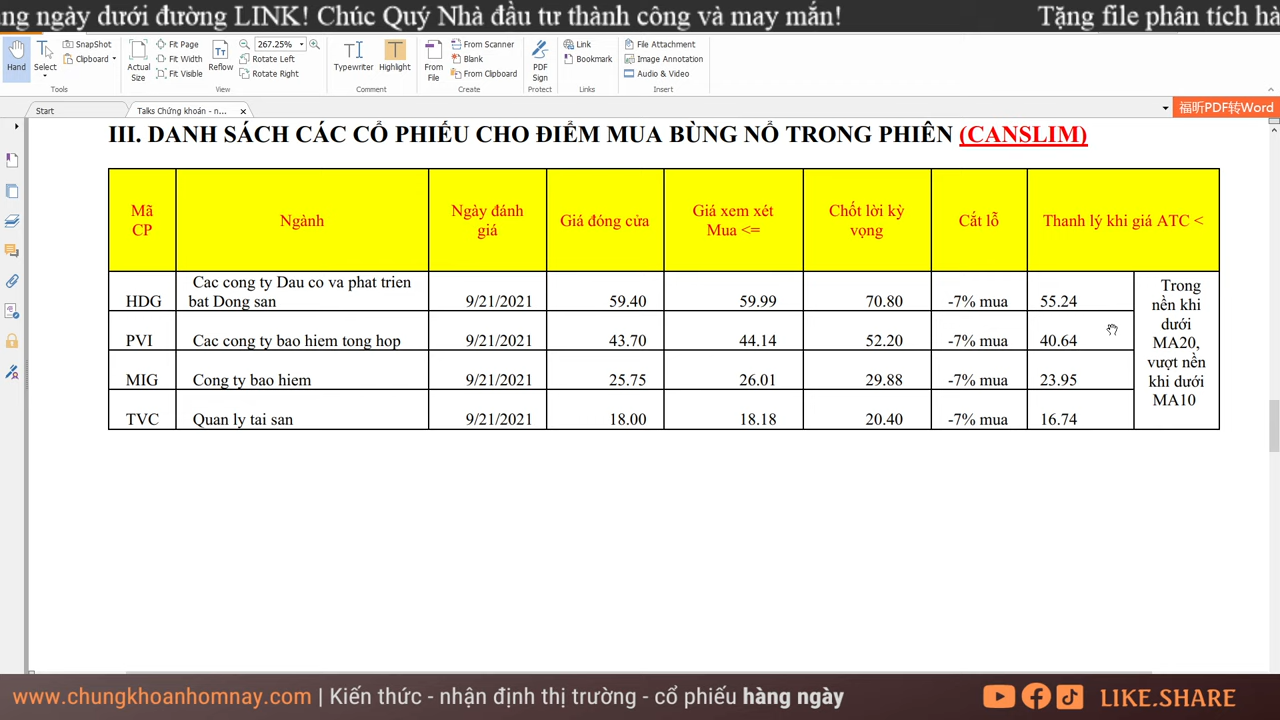 ng ngày dưới đường LINK! Chúc Quý Nhà đầu tư thành công và may mắn! Tặng file phân tích hà
Hand
Select
SnapShot
Clipboard
Tools
Actual Size
Fit Page
Fit Width
Fit Visible
Reflow
267.25%
Rotate Left
Rotate Right
View
Typewriter
Highlight
Comment
From File
From Scanner
Blank
From Clipboard
Create
PDF Sign
Protect
Link
Bookmark
Links
File Attachment
Image Annotation
Audio & Video
Insert
Start
Talks Chứng khoán - n...
福昕PDF转Word
III. DANH SÁCH CÁC CỔ PHIẾU CHO ĐIỂM MUA BÙNG NỔ TRONG PHIÊN (CANSLIM)
Mã CP Ngành Ngày đánh giá Giá đóng cửa Giá xem xét Mua <= Chốt lời kỳ vọng Cắt lỗ Thanh lý khi giá ATC <
HDG Cac cong ty Dau co va phat trien bat Dong san 9/21/2021 59.40 59.99 70.80 -7% mua 55.24
PVI Cac cong ty bao hiem tong hop 9/21/2021 43.70 44.14 52.20 -7% mua 40.64
MIG Cong ty bao hiem 9/21/2021 25.75 26.01 29.88 -7% mua 23.95
TVC Quan ly tai san 9/21/2021 18.00 18.18 20.40 -7% mua 16.74
Trong
nền khi
dưới
MA20,
vượt nền
khi dưới
MA10
www.chungkhoanhomnay.com | Kiến thức - nhận định thị trường - cổ phiếu hàng ngày
LIKE.SHARE